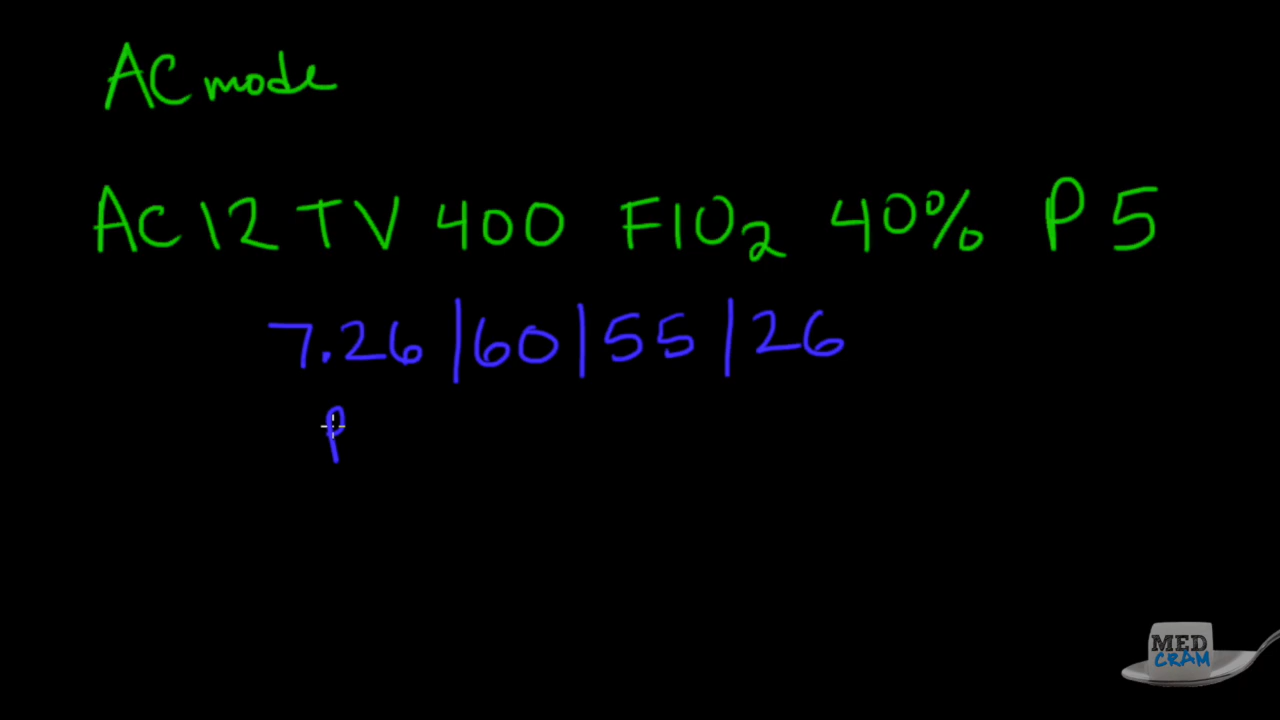 AC mode
AC 12 TV 400 FIO₂ 40% P 5
7.26 | 60 | 55 | 26
P
MED
CRAM